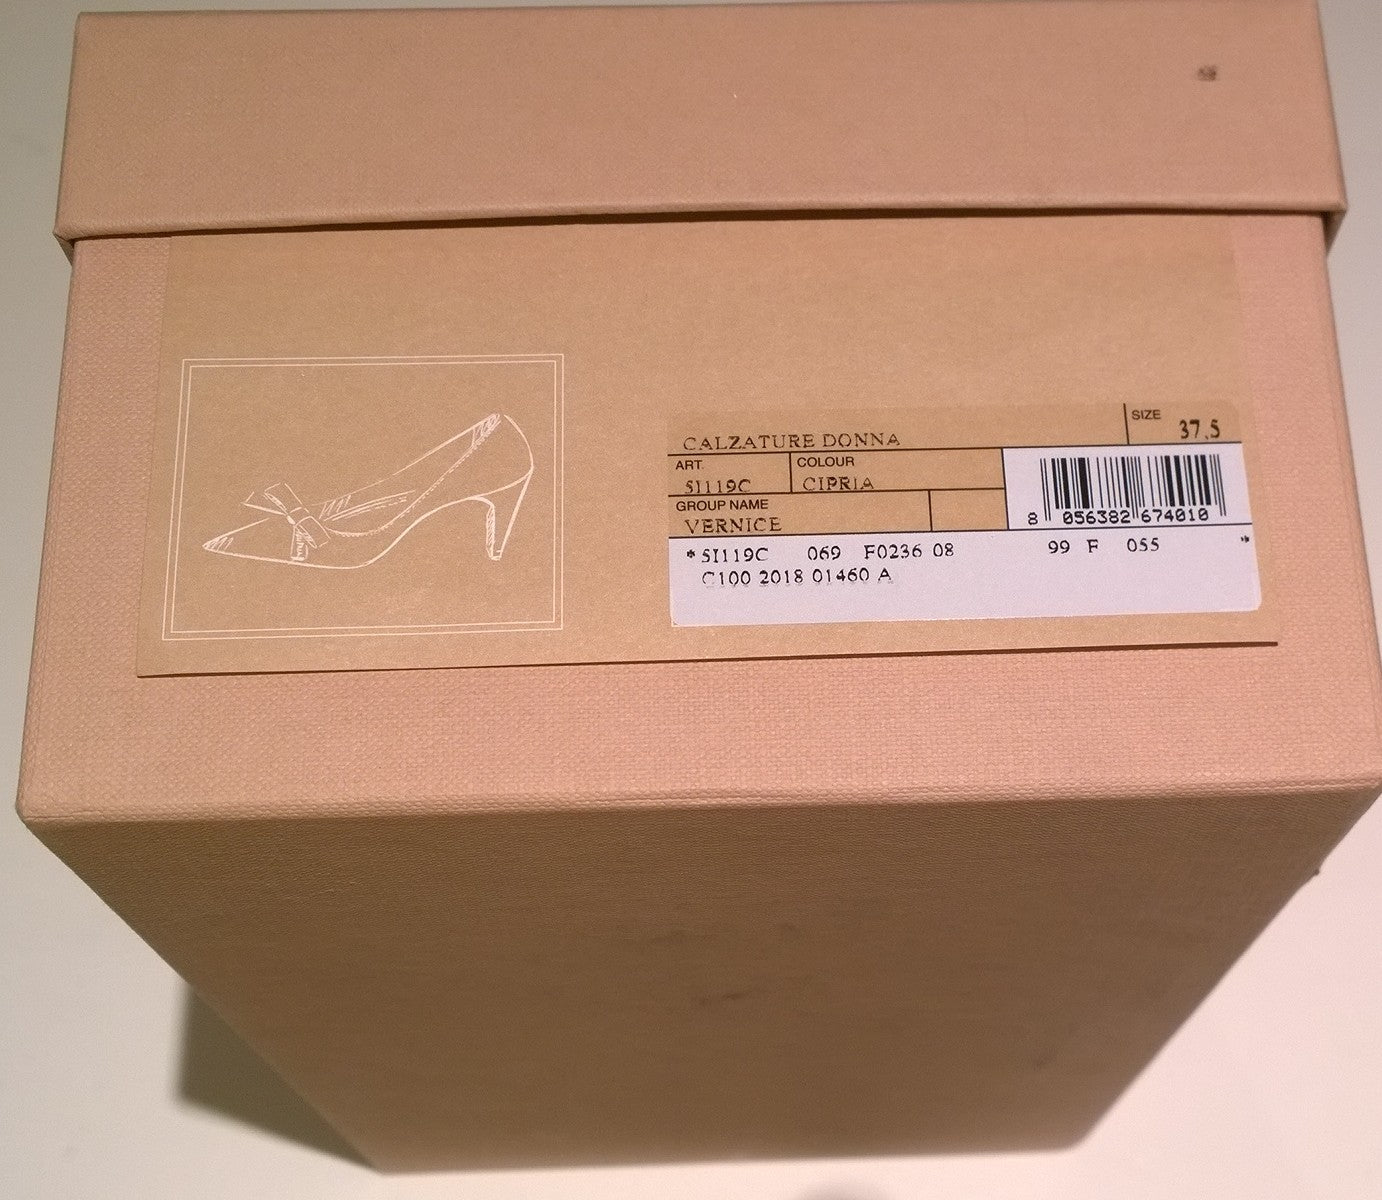 CALZATURE DONNA
SIZE
37,5
ART.
5I119C
COLOUR
CIPRIA
GROUP NAME
VERNICE
8 056382 674010
*5I119C 069 F0236 08 99 F 055 *
C100 2018 01460 A